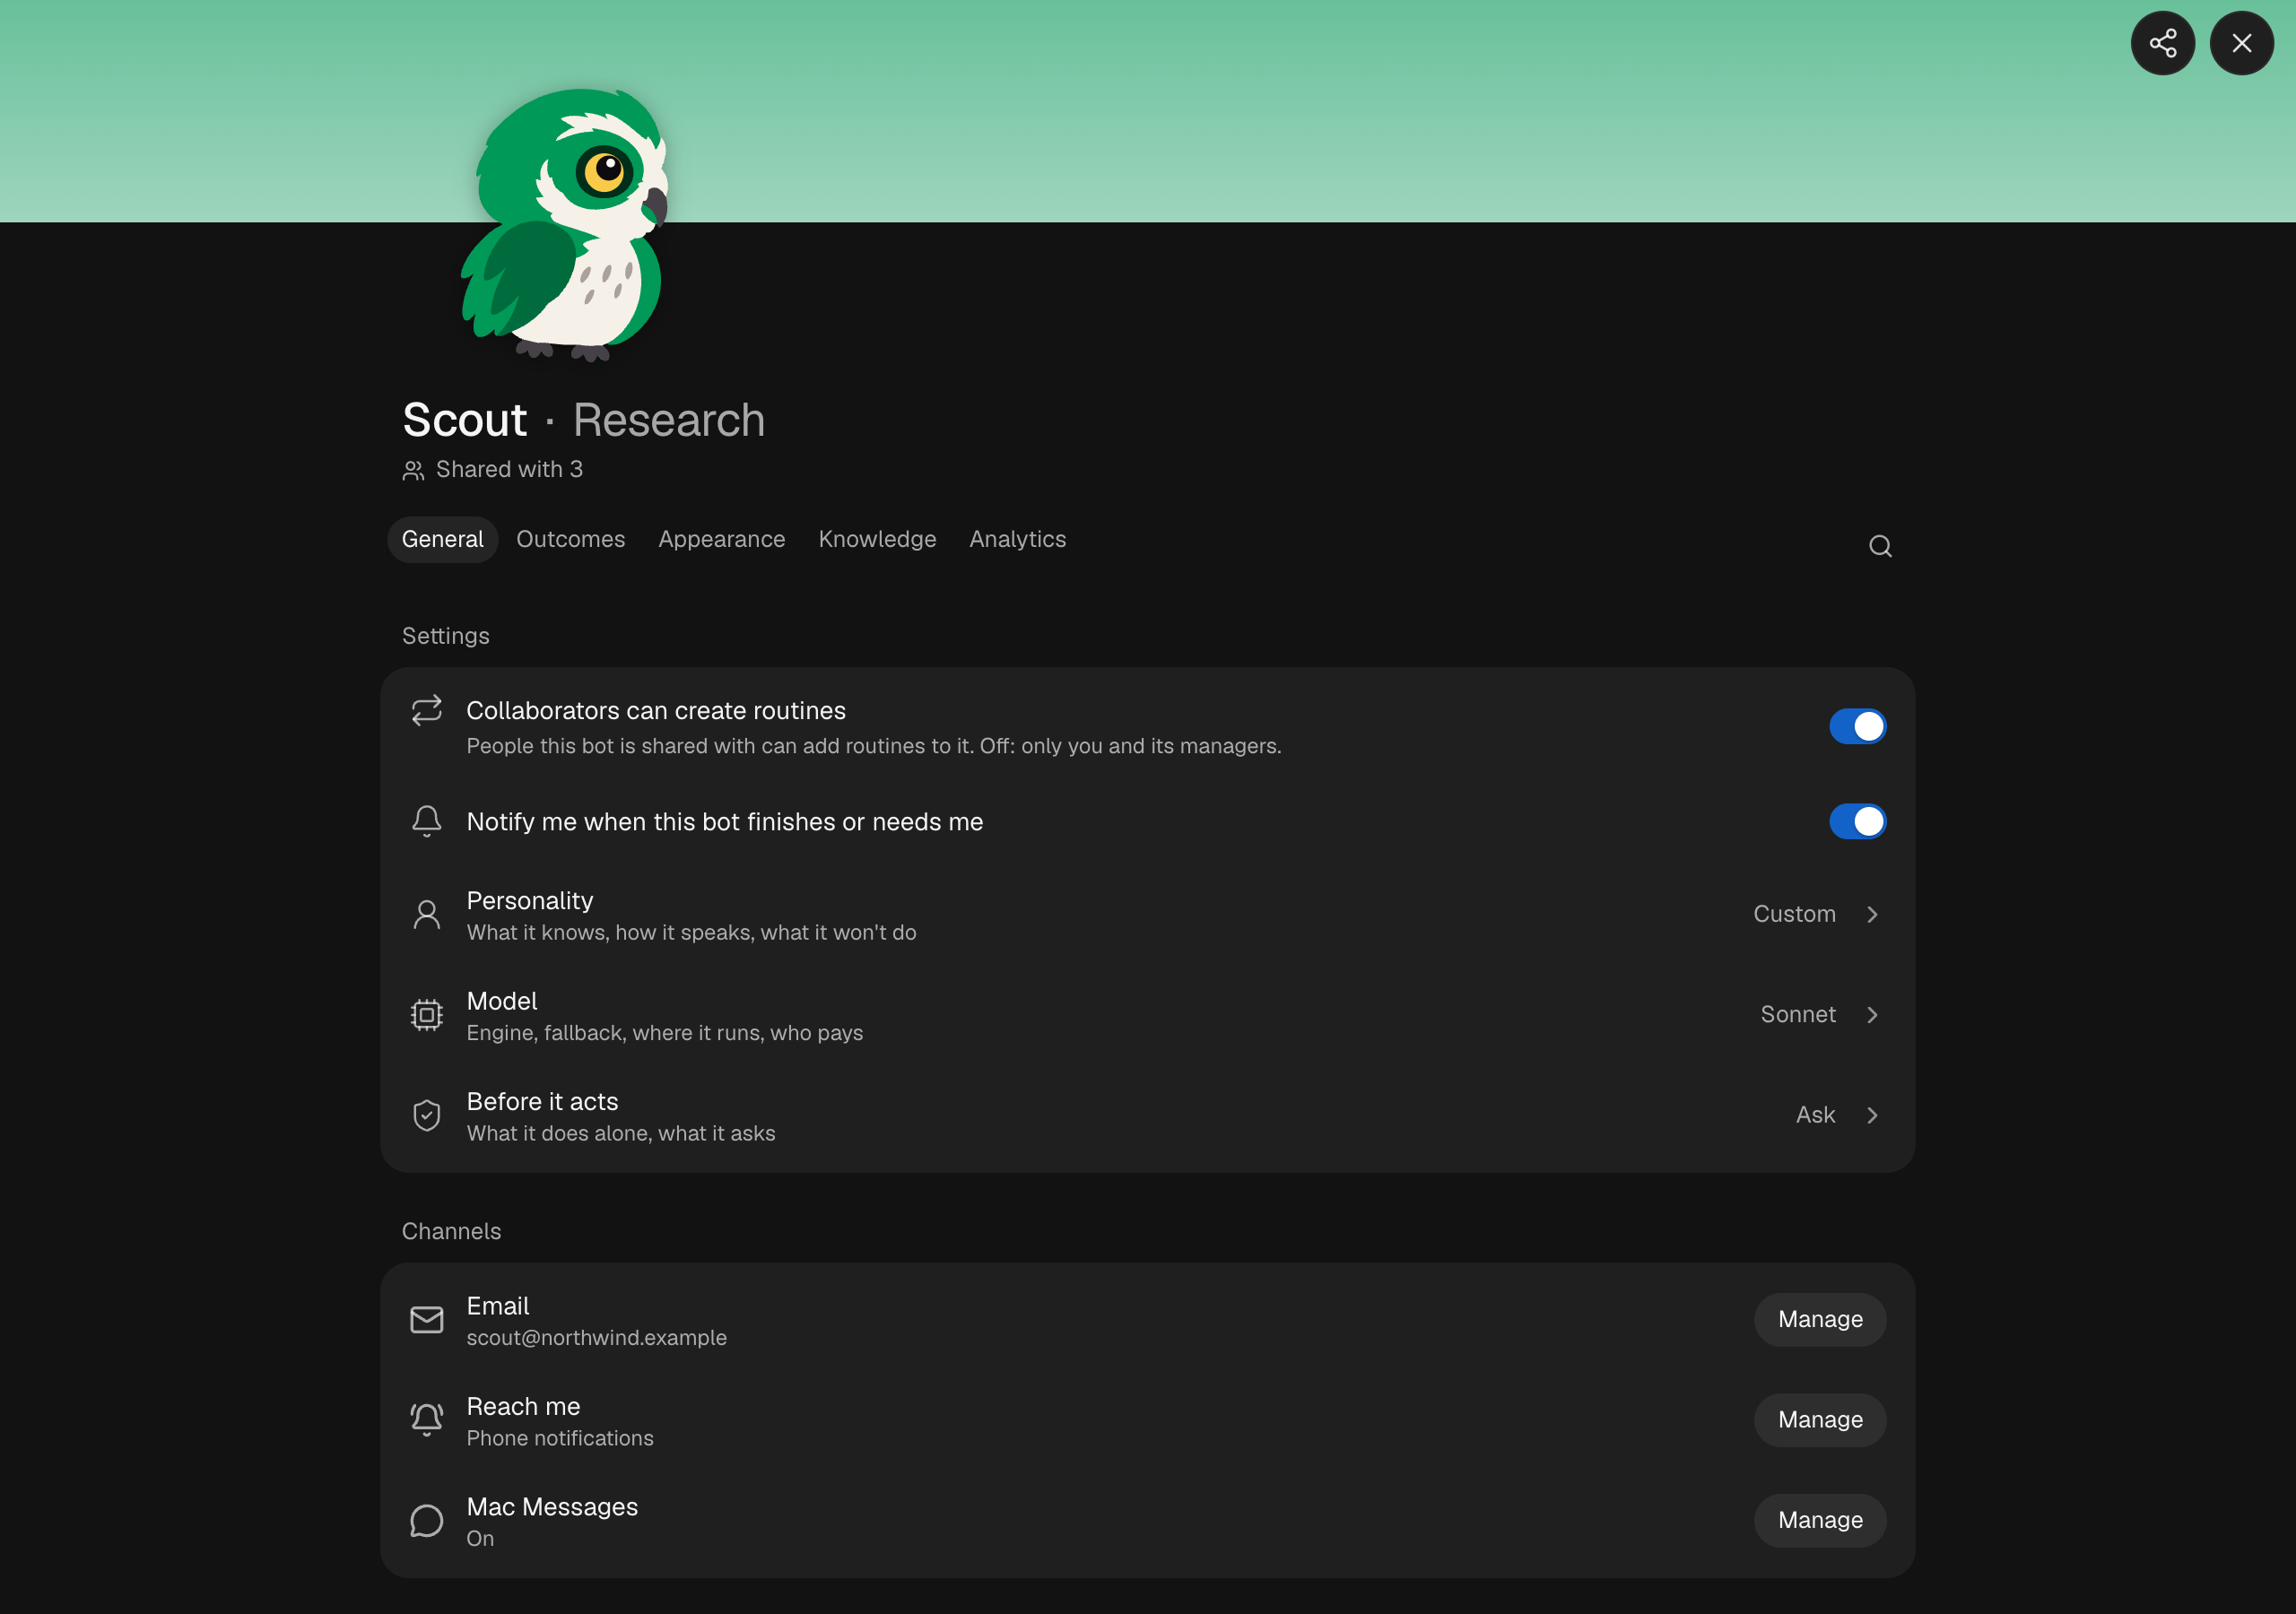 Scout · Research
Shared with 3
General Outcomes Appearance Knowledge Analytics
Settings
Collaborators can create routines
People this bot is shared with can add routines to it. Off: only you and its managers.
Notify me when this bot finishes or needs me
Personality
What it knows, how it speaks, what it won't do
Custom
Model
Engine, fallback, where it runs, who pays
Sonnet
Before it acts
What it does alone, what it asks
Ask
Channels
Email
scout@northwind.example
Manage
Reach me
Phone notifications
Manage
Mac Messages
On
Manage